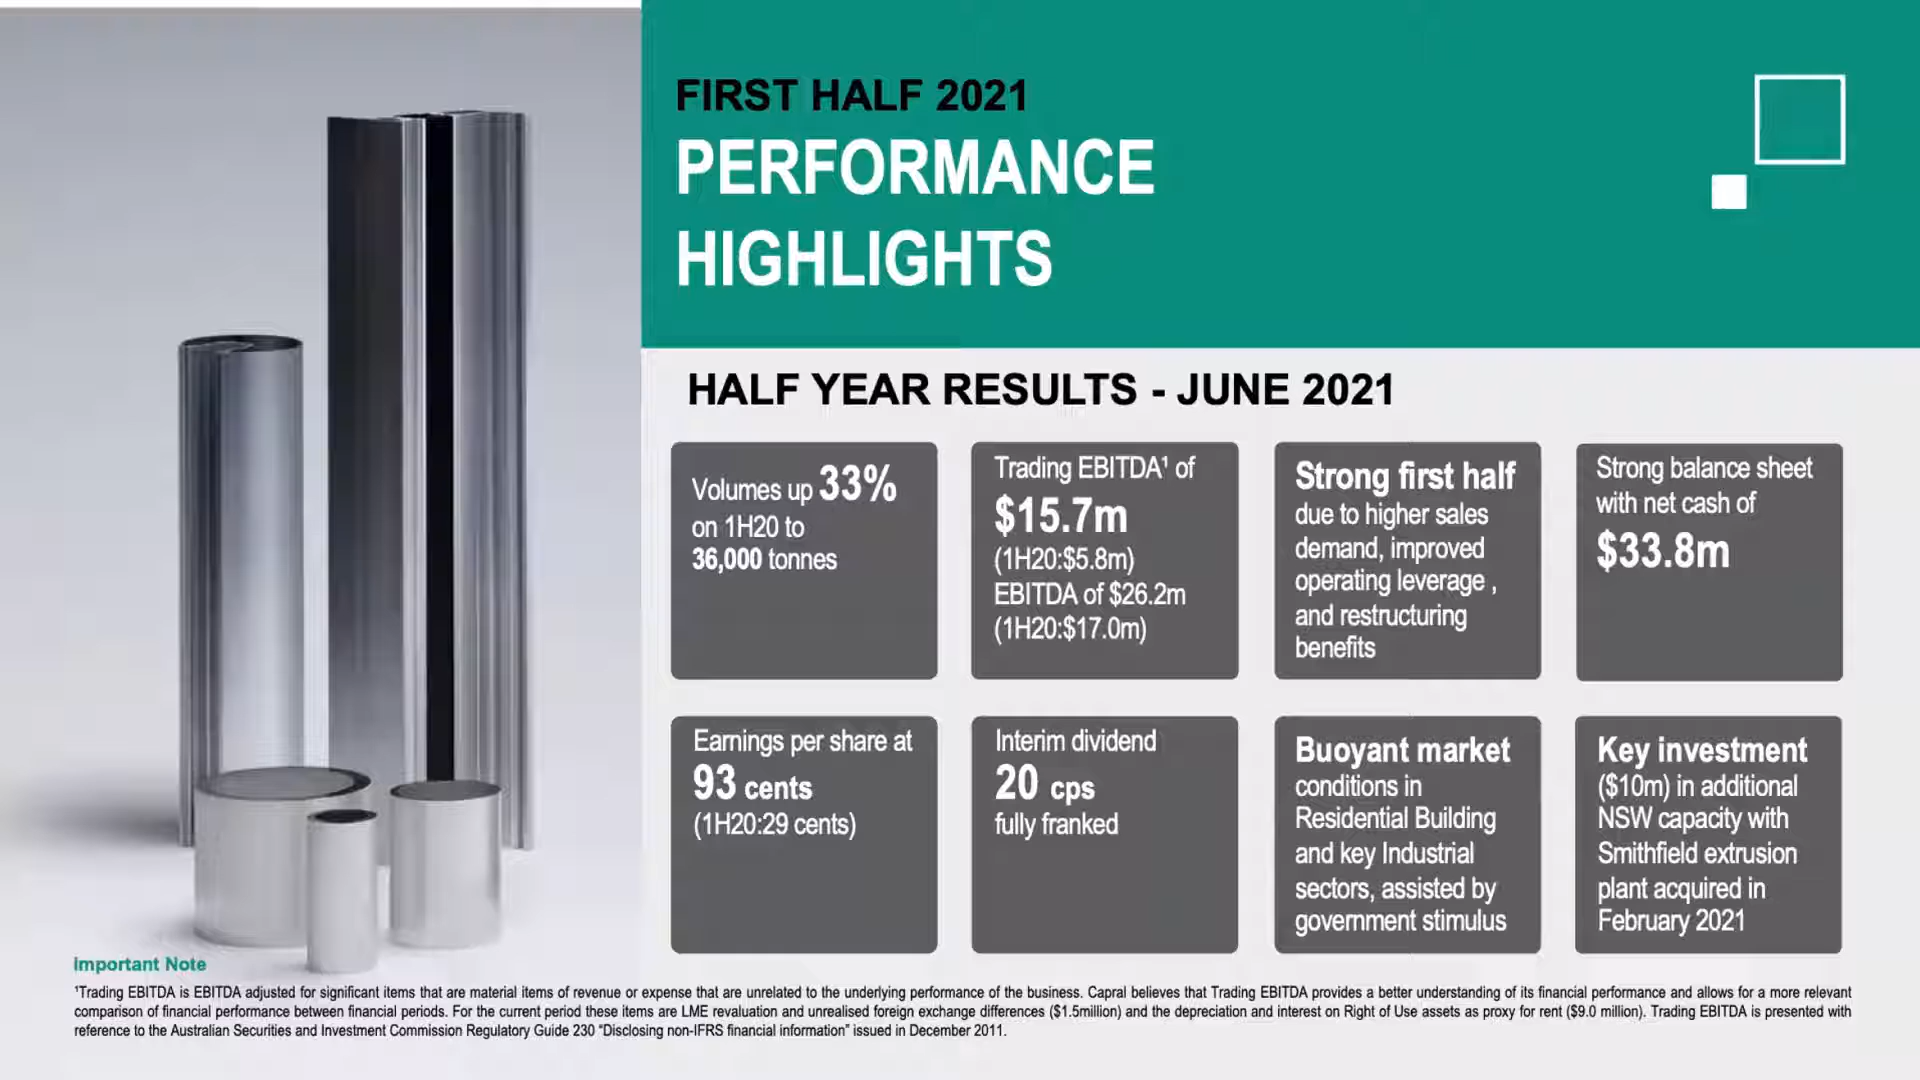 FIRST HALF 2021
PERFORMANCE
HIGHLIGHTS
HALF YEAR RESULTS - JUNE 2021
Volumes up 33%
on 1H20 to
36,000 tonnes
Trading EBITDA¹ of
$15.7m
(1H20:$5.8m)
EBITDA of $26.2m
(1H20:$17.0m)
Strong first half
due to higher sales
demand, improved
operating leverage ,
and restructuring
benefits
Strong balance sheet
with net cash of
$33.8m
Earnings per share at
93 cents
(1H20:29 cents)
Interim dividend
20 cps
fully franked
Buoyant market
conditions in
Residential Building
and key Industrial
sectors, assisted by
government stimulus
Key investment
($10m) in additional
NSW capacity with
Smithfield extrusion
plant acquired in
February 2021
Important Note
¹Trading EBITDA is EBITDA adjusted for significant items that are material items of revenue or expense that are unrelated to the underlying performance of the business. Capral believes that Trading EBITDA provides a better understanding of its financial performance and allows for a more relevant
comparison of financial performance between financial periods. For the current period these items are LME revaluation and unrealised foreign exchange differences ($1.5million) and the depreciation and interest on Right of Use assets as proxy for rent ($9.0 million). Trading EBITDA is presented with
reference to the Australian Securities and Investment Commission Regulatory Guide 230 "Disclosing non-IFRS financial information" issued in December 2011.